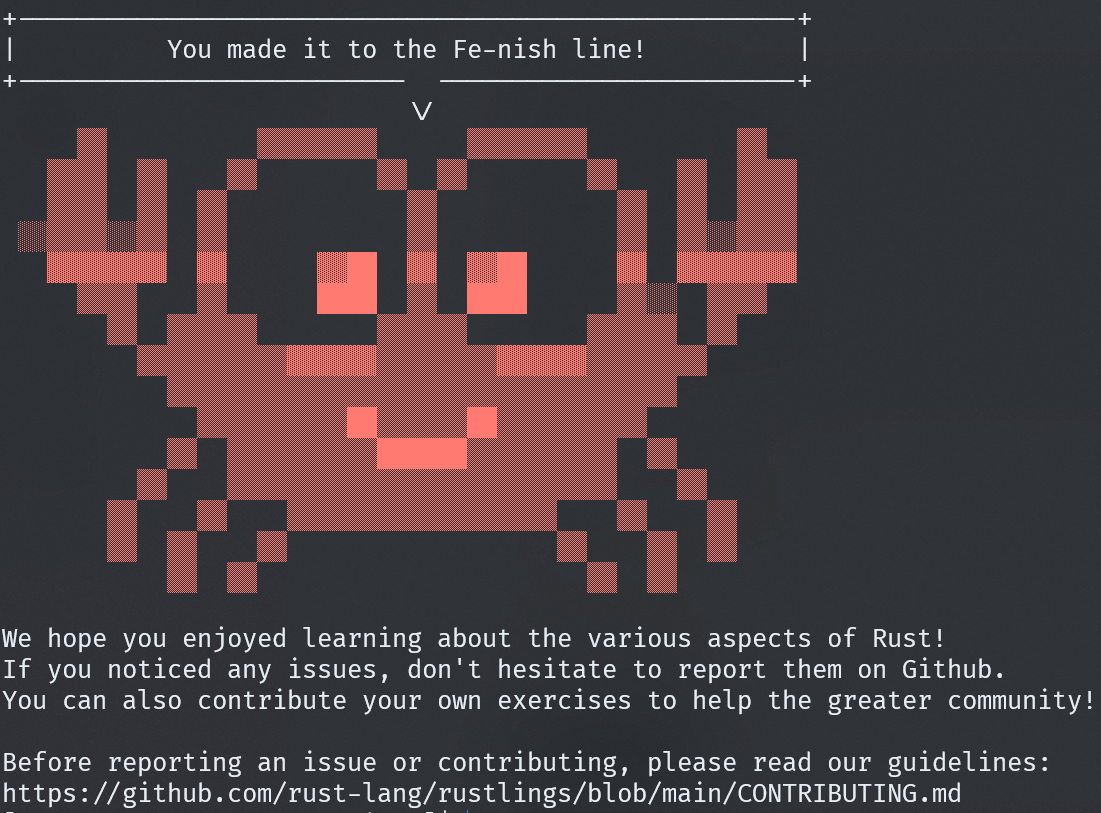 You made it to the Fe-nish line!
We hope you enjoyed learning about the various aspects of Rust!
If you noticed any issues, don't hesitate to report them on Github.
You can also contribute your own exercises to help the greater community!
Before reporting an issue or contributing, please read our guidelines:
https://github.com/rust-lang/rustlings/blob/main/CONTRIBUTING.md